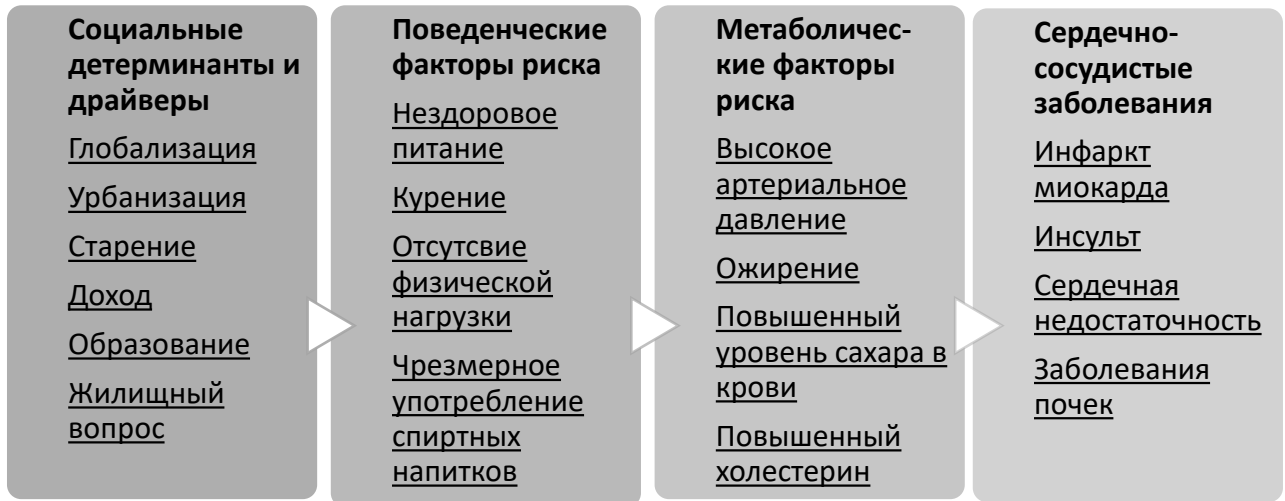 Социальные
детерминанты и
драйверы
Глобализация
Урбанизация
Старение
Доход
Образование
Жилищный
вопрос
Поведенческие
факторы риска
Нездоровое
питание
Курение
Отсутсвие
физической
нагрузки
Чрезмерное
употребление
спиртных
напитков
Метаболичес-
кие факторы
риска
Высокое
артериальное
давление
Ожирение
Повышенный
уровень сахара в
крови
Повышенный
холестерин
Сердечно-
сосудистые
заболевания
Инфаркт
миокарда
Инсульт
Сердечная
недостаточность
Заболевания
почек